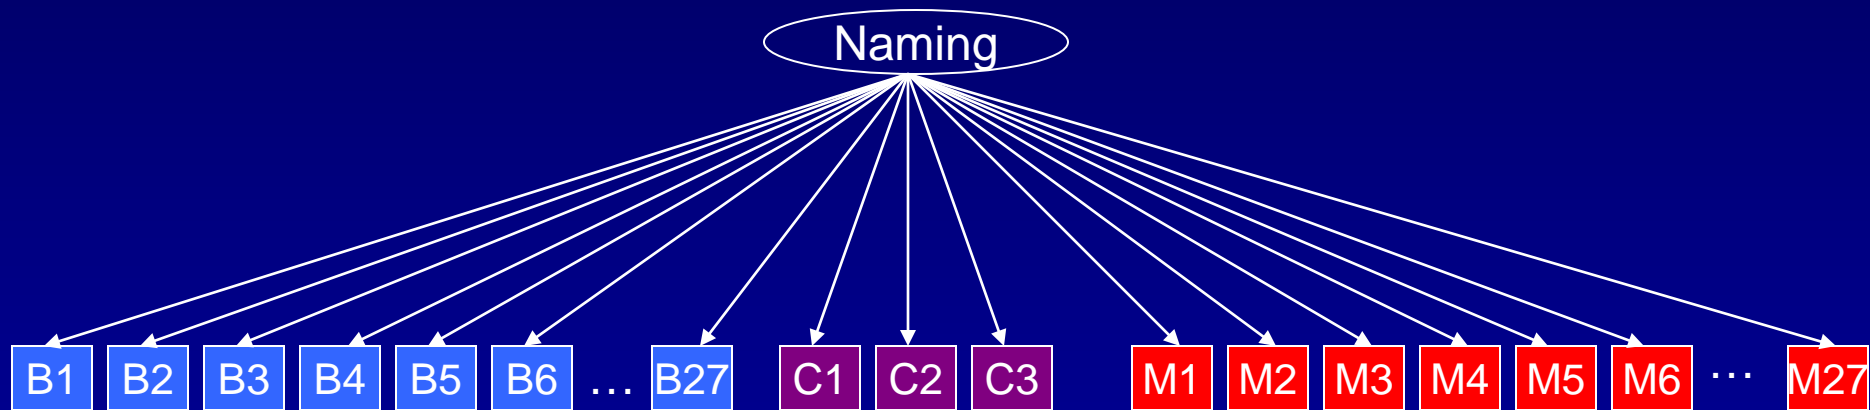 Naming
B1 B2 B3 B4 B5 B6 … B27 C1 C2 C3 M1 M2 M3 M4 M5 M6 … M27